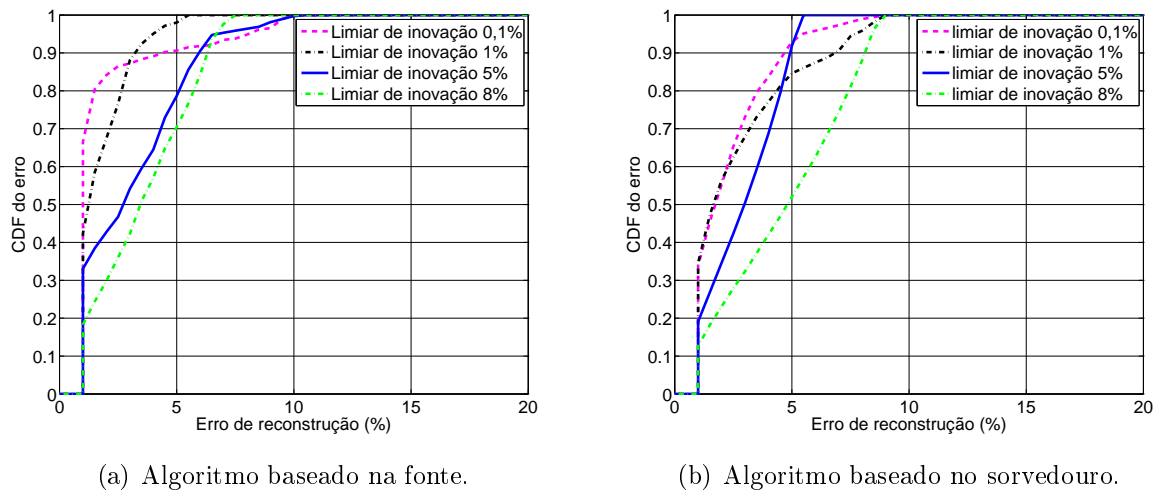 CDF do erro
1
0.9
0.8
0.7
0.6
0.5
0.4
0.3
0.2
0.1
0
0 5 10 15 20
Erro de reconstrução (%)
Limiar de inovação 0,1%
Limiar de inovação 1%
Limiar de inovação 5%
Limiar de inovação 8%
(a) Algoritmo baseado na fonte.
CDF do erro
1
0.9
0.8
0.7
0.6
0.5
0.4
0.3
0.2
0.1
0
0 5 10 15 20
Erro de reconstrução (%)
limiar de inovação 0,1%
limiar de inovação 1%
limiar de inovação 5%
limiar de inovação 8%
(b) Algoritmo baseado no sorvedouro.